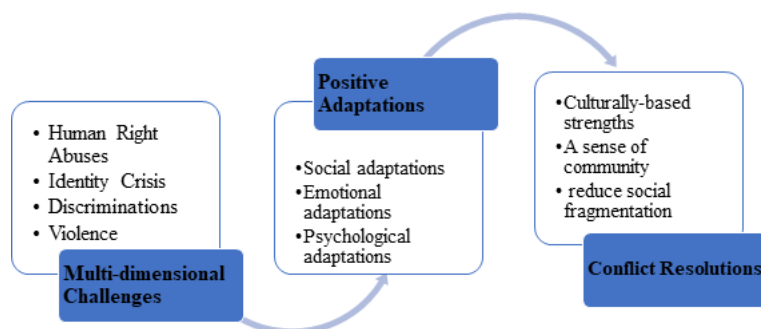 • Human Right
Abuses
• Identity Crisis
• Discriminations
• Violence
Multi-dimensional
Challenges
Positive
Adaptations
•Social adaptations
•Emotional
adaptations
•Psychological
adaptations
•Culturally-based
strengths
•A sense of
community
• reduce social
fragmentation
Conflict Resolutions